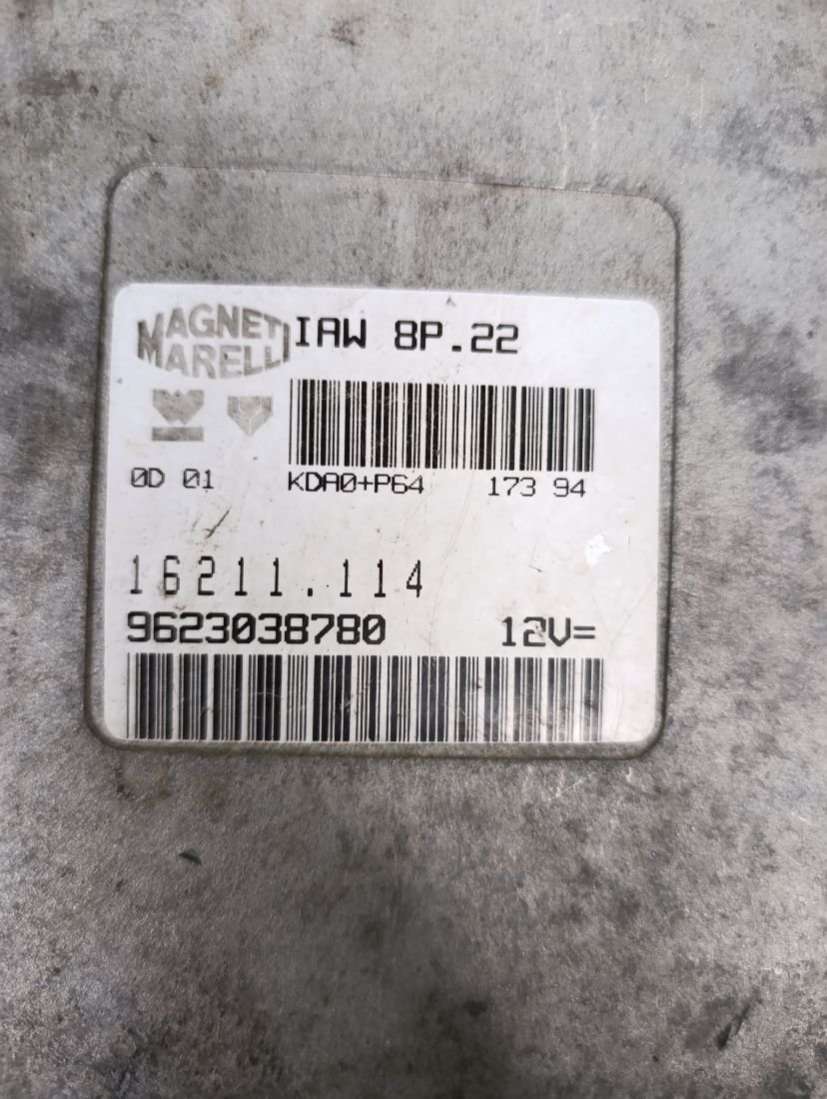 MAGNETI
MARELLI
IAW 8P.22
0D 01 KDA0+P64 173 94
16211.114
9623038780 12V=